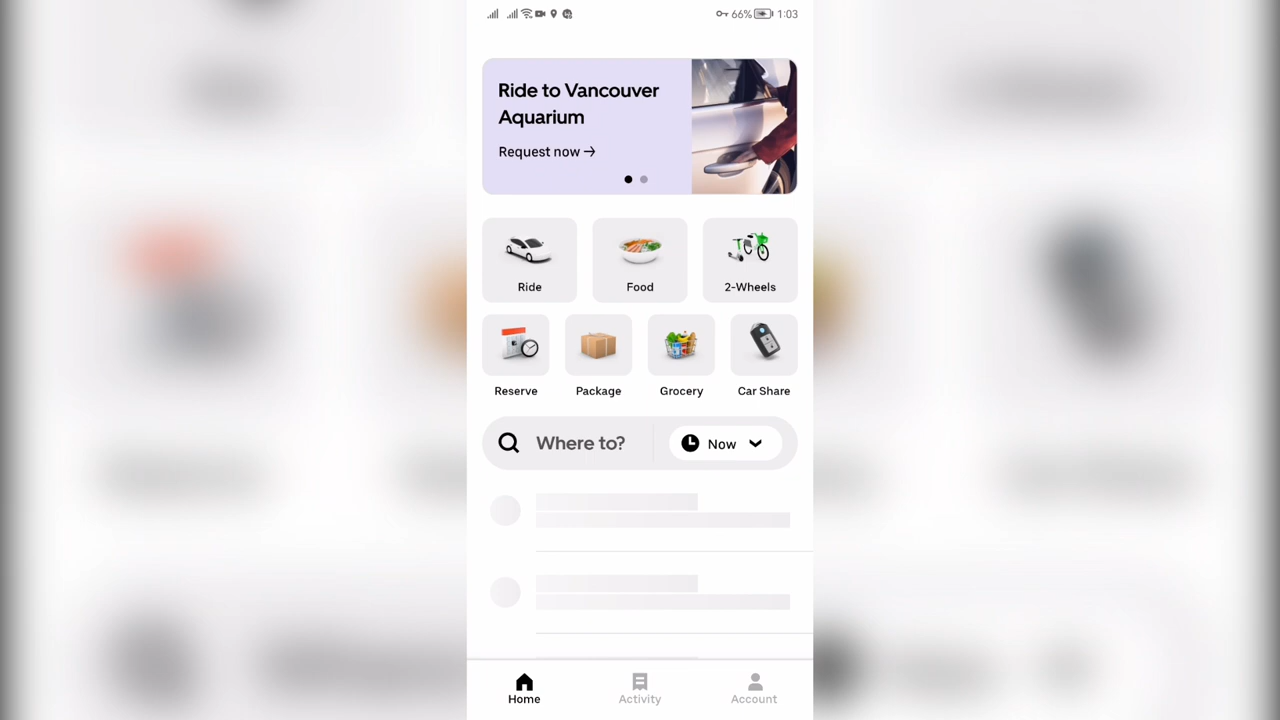 66% 1:03
Ride to Vancouver
Aquarium
Request now →
Ride Food 2-Wheels
Reserve Package Grocery Car Share
Where to? Now
Home Activity Account